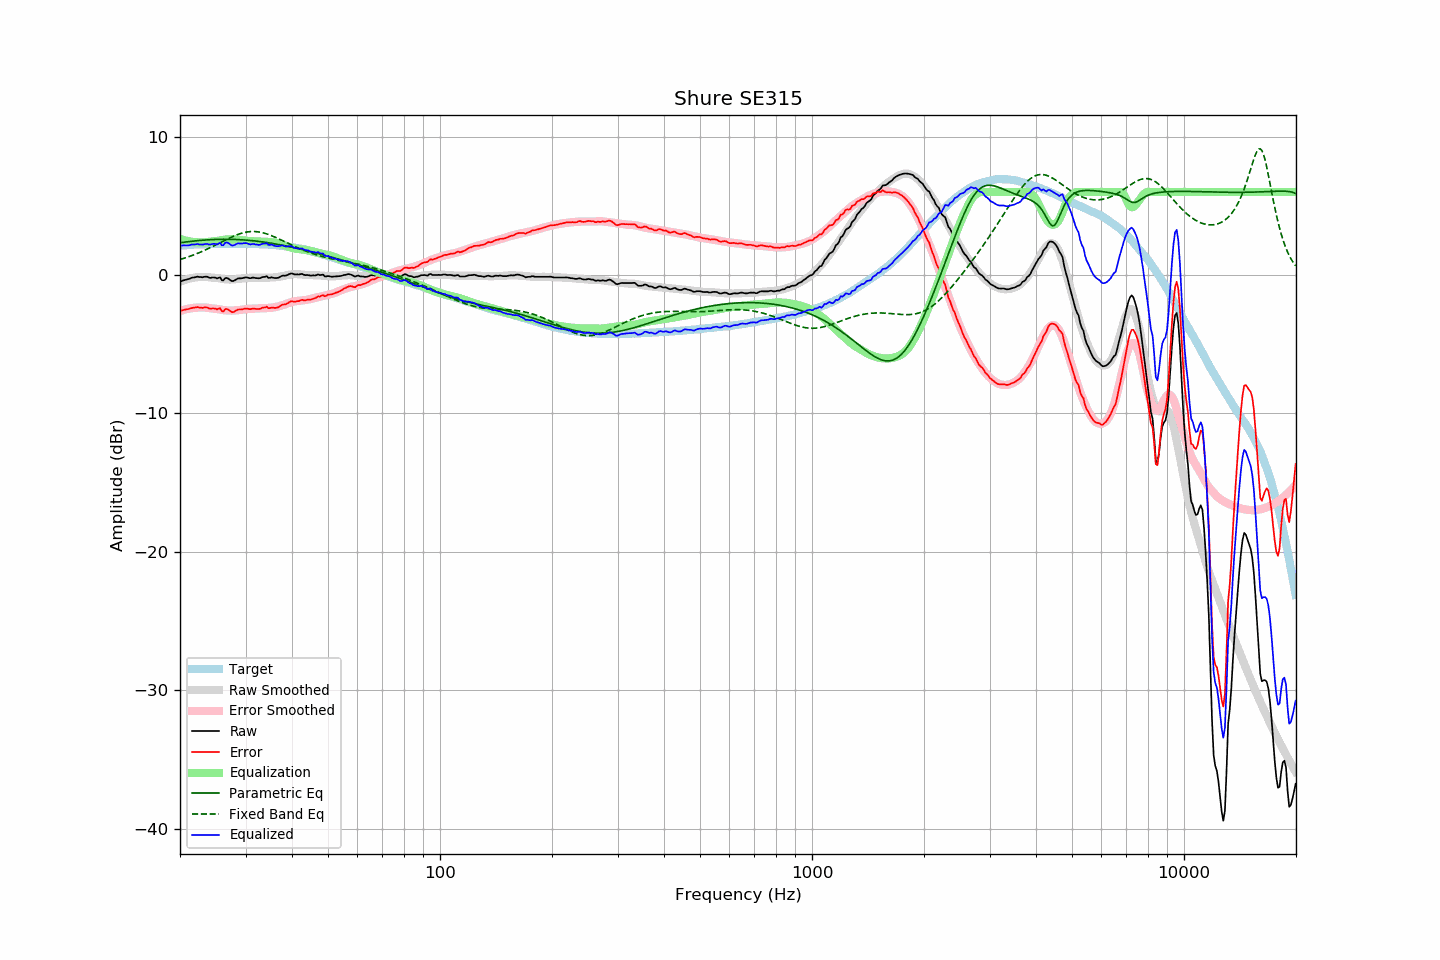 Shure SE315
Amplitude (dBr)
10
0
−10
−20
−30
−40
Target
Raw Smoothed
Error Smoothed
Raw
Error
Equalization
Parametric Eq
Fixed Band Eq
Equalized
100
1000
10000
Frequency (Hz)